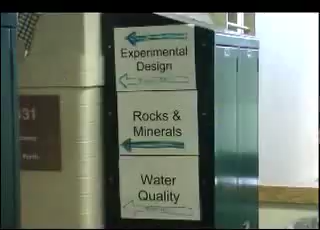 Experimental
Design
Rocks &
Minerals
Water
Quality